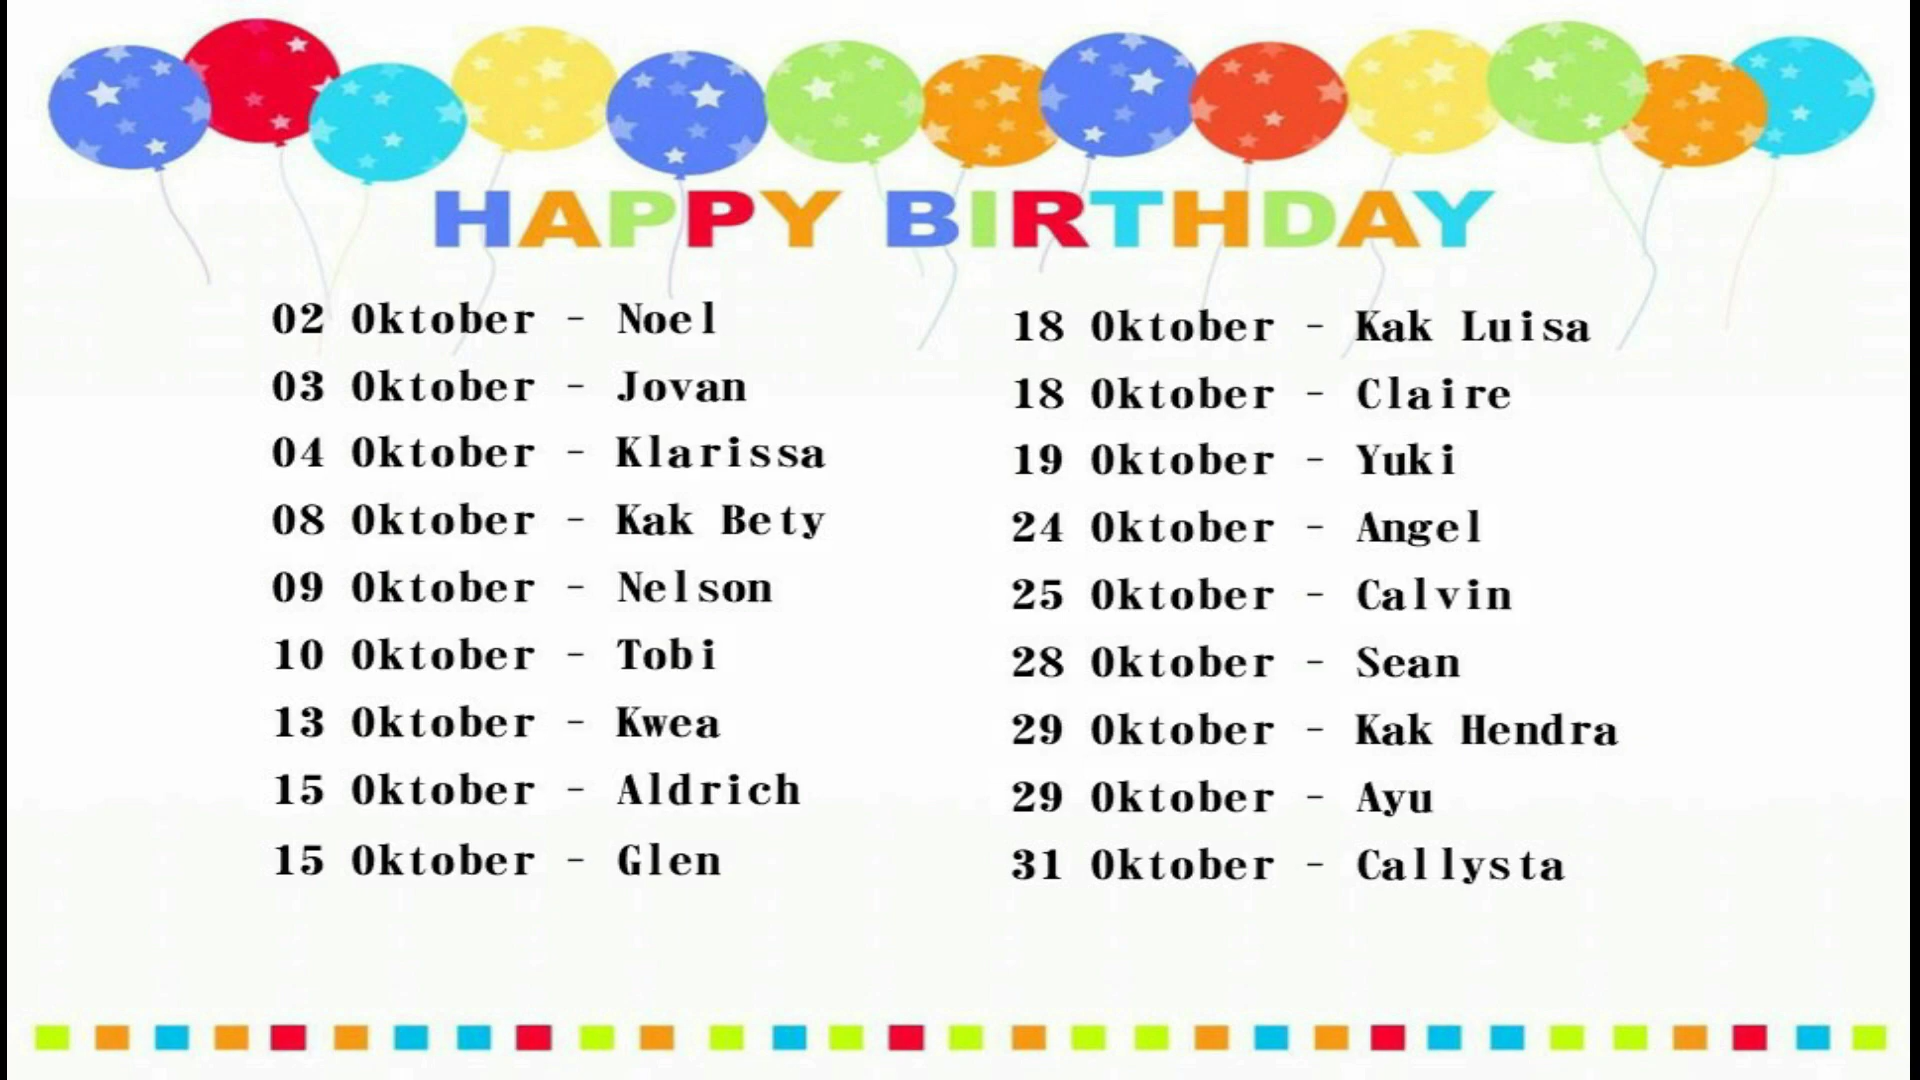 HAPPY BIRTHDAY
02 Oktober - Noel
03 Oktober - Jovan
04 Oktober - Klarissa
08 Oktober - Kak Bety
09 Oktober - Nelson
10 Oktober - Tobi
13 Oktober - Kwea
15 Oktober - Aldrich
15 Oktober - Glen
18 Oktober - Kak Luisa
18 Oktober - Claire
19 Oktober - Yuki
24 Oktober - Angel
25 Oktober - Calvin
28 Oktober - Sean
29 Oktober - Kak Hendra
29 Oktober - Ayu
31 Oktober - Callysta